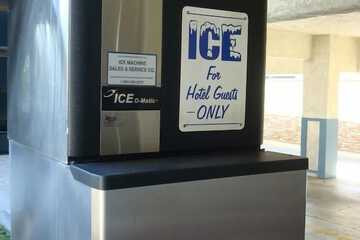 ICE MACHINE
SALES & SERVICE CO.
ICE O-Matic
ICE
For
Hotel Guests
-ONLY